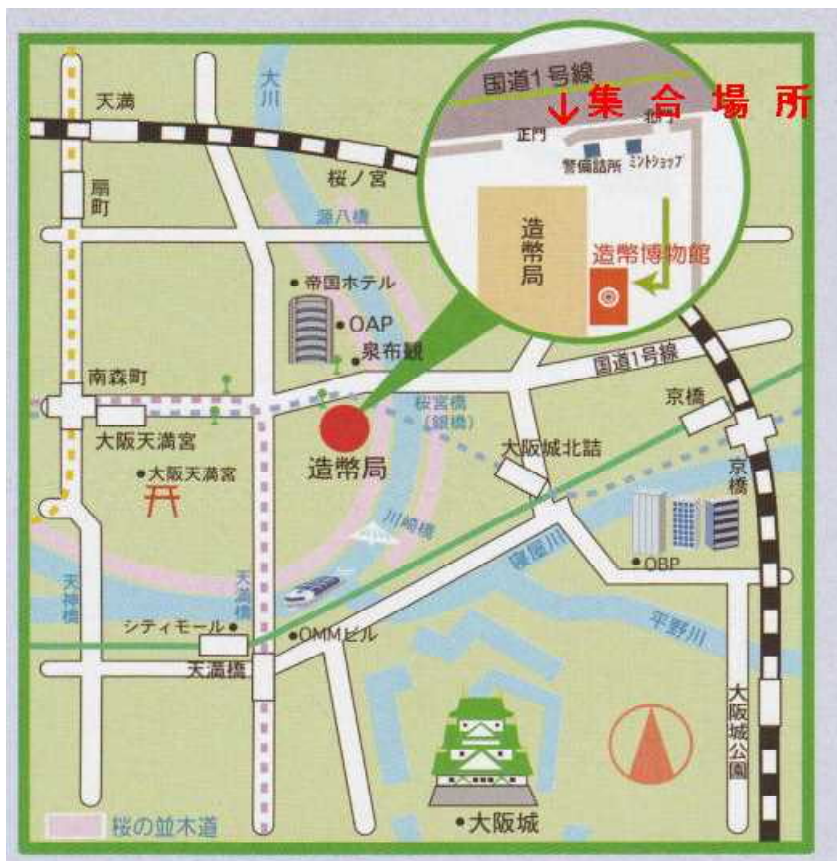 大川
国道1号線
↓集合場所
正門
北門
警備詰所
ミントショップ
造幣局
造幣博物館
天満
桜ノ宮
扇町
源八橋
帝国ホテル
OAP
泉布観
国道1号線
南森町
大阪天満宮
大阪天満宮
造幣局
桜宮橋
(銀橋)
京橋
京橋
大阪城北詰
川崎橋
寝屋川
OBP
天神橋
天満橋
シティモール
OMMビル
平野川
天満橋
大阪城公園
大阪城
桜の並木道